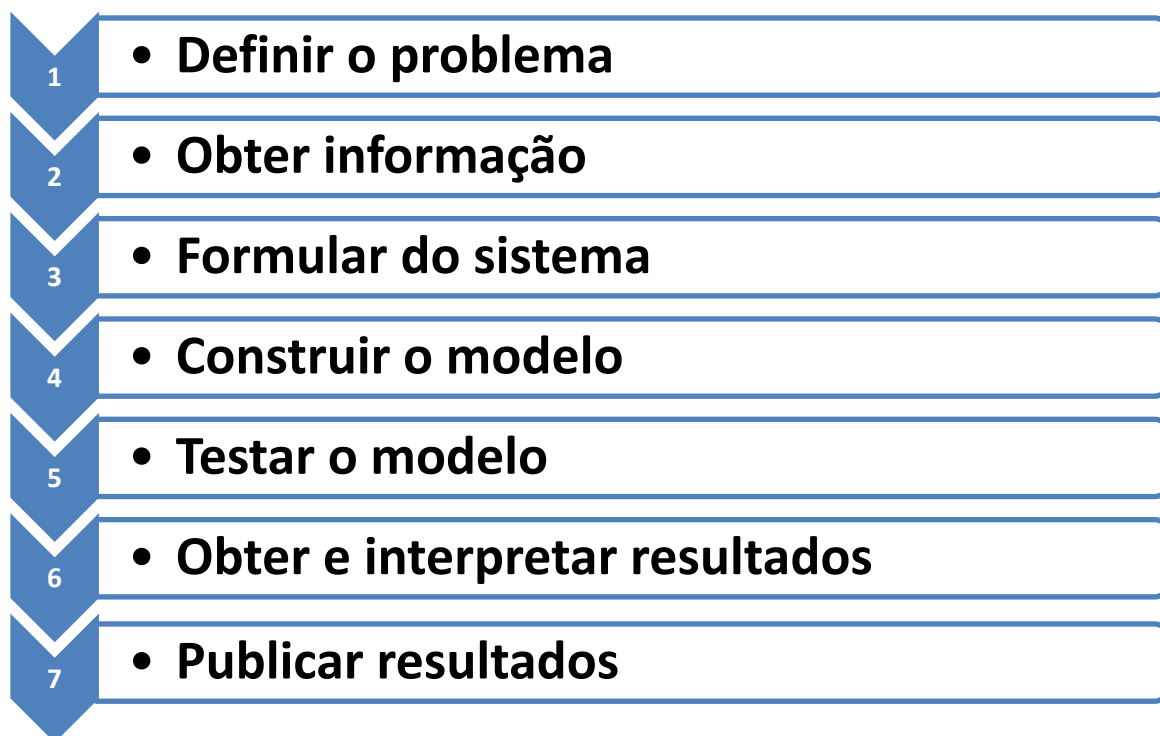 1 • Definir o problema
2 • Obter informação
3 • Formular do sistema
4 • Construir o modelo
5 • Testar o modelo
6 • Obter e interpretar resultados
7 • Publicar resultados